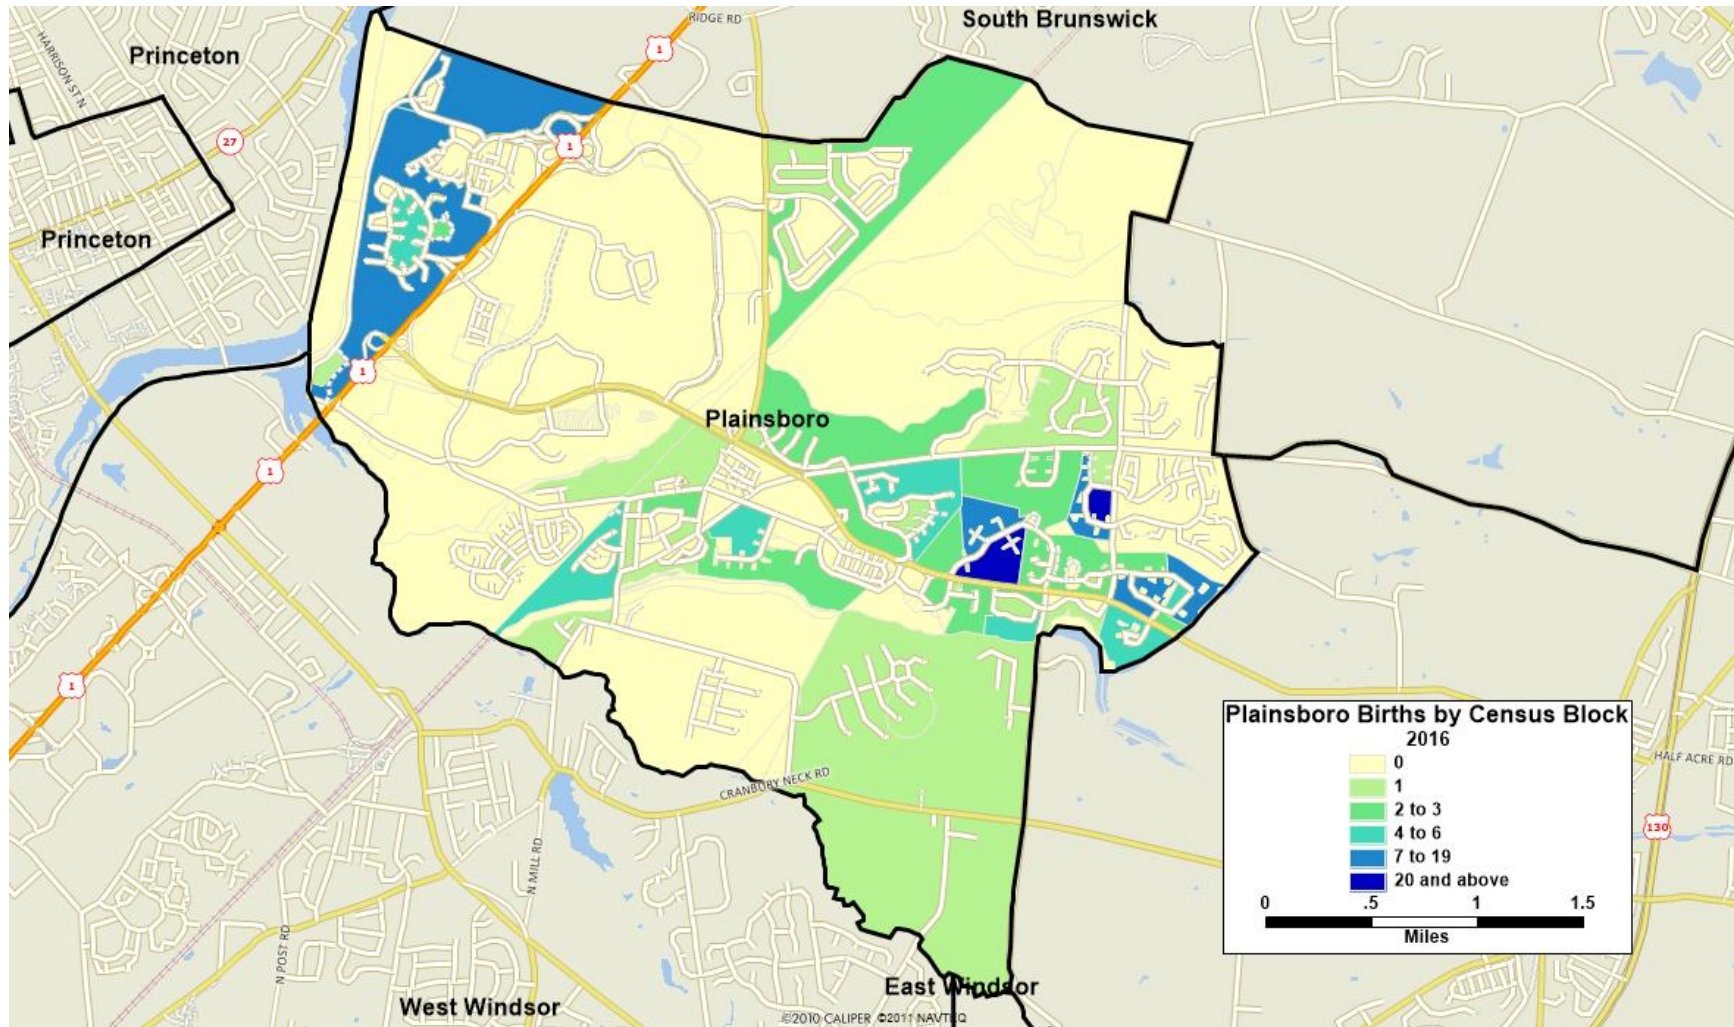 South Brunswick
RIDGE RD
1
Princeton
HARRISON ST N
27
1
Princeton
1
Plainsboro
1
1
Plainsboro Births by Census Block
2016
0
1
2 to 3
4 to 6
7 to 19
20 and above
0 .5 1 1.5
Miles
HALF ACRE RD
130
CRANBURY NECK RD
N MILL RD
N POST RD
East Windsor
West Windsor
©2010 CALIPER ©2011 NAVTEQ